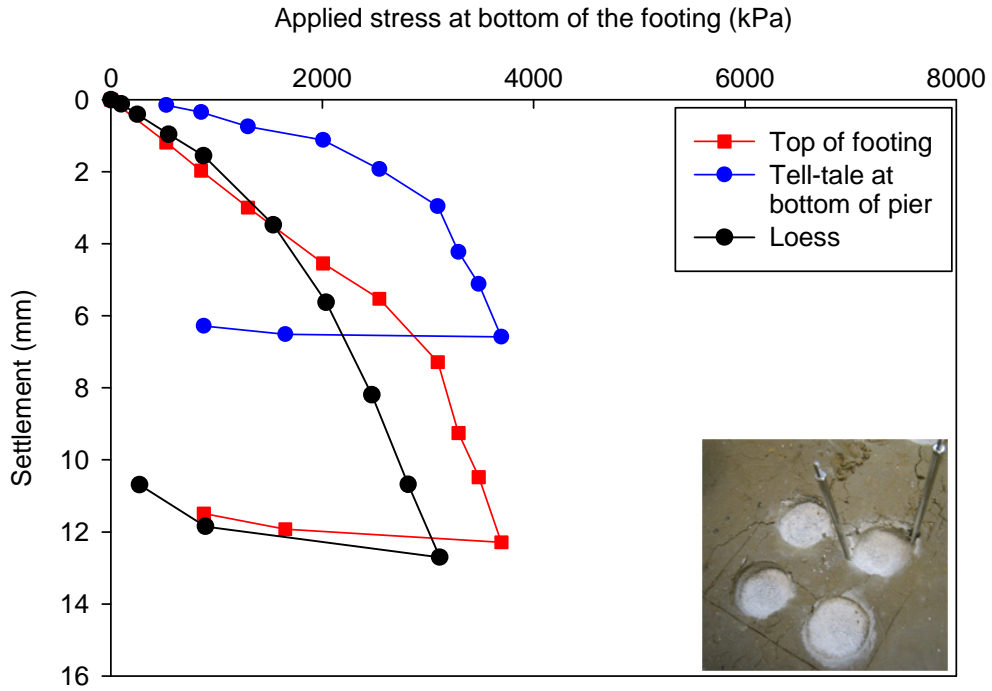 Applied stress at bottom of the footing (kPa)
0 2000 4000 6000 8000
0
2
4
6
8
10
12
14
16
Settlement (mm)
Top of footing
Tell-tale at
bottom of pier
Loess